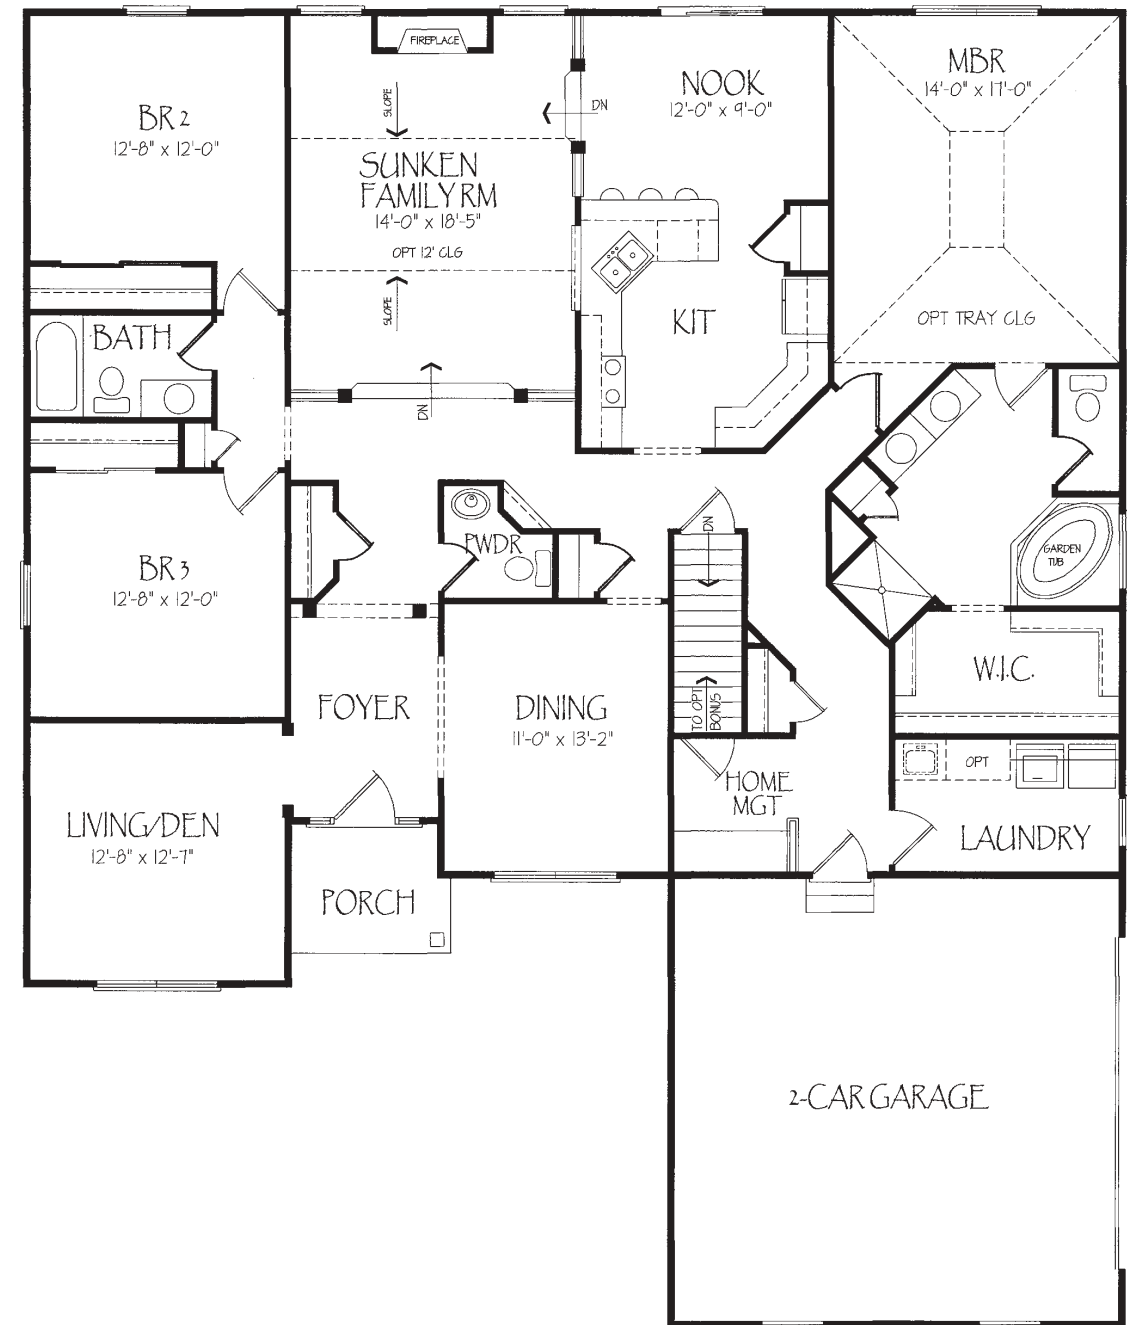 FIREPLACE
MBR
14'-0" x 17'-0"
NOOK
12'-0" x 9'-0"
SLOPE
DN
BR 2
12'-8" x 12'-0"
SUNKEN
FAMILY RM
14'-0" x 18'-5"
OPT 12' CLG
SLOPE
KIT
OPT TRAY CLG
BATH
DN
DN
PWDR
GARDEN
TUB
BR 3
12'-8" x 12'-0"
W.I.C.
FOYER
DINING
11'-0" x 13'-2"
TO OPT
BONUS
OPT
HOME
MGT
LIVING/DEN
12'-8" x 12'-7"
LAUNDRY
PORCH
2-CAR GARAGE